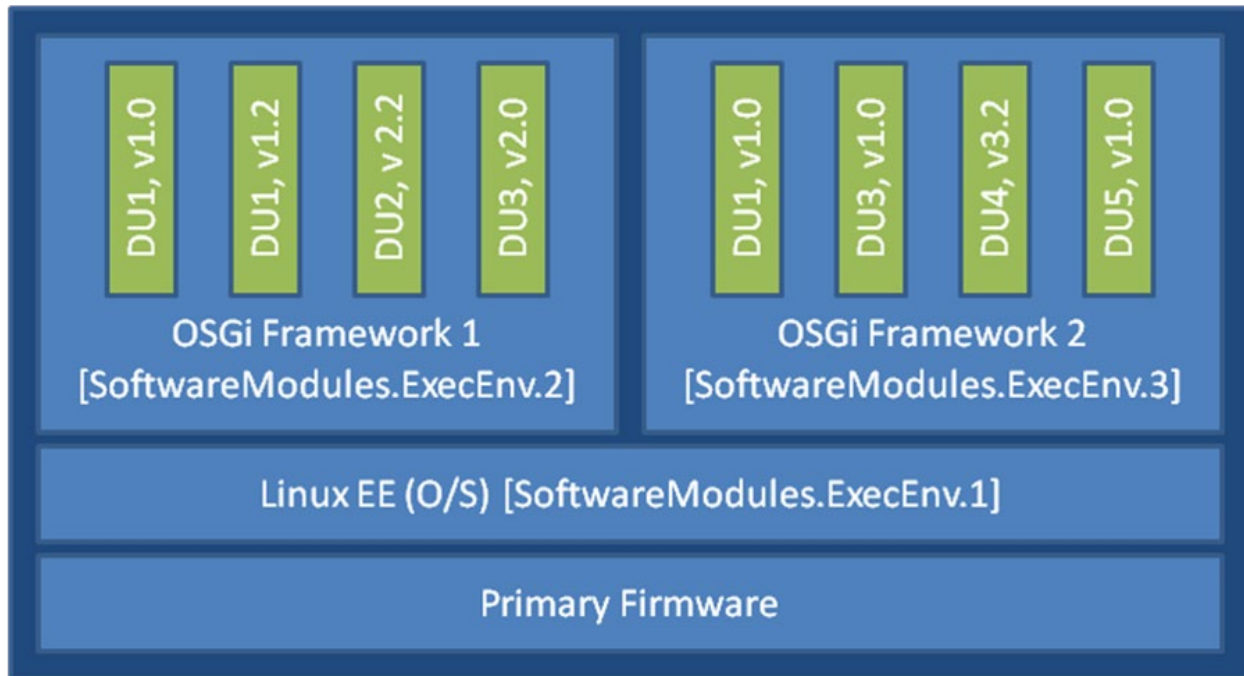 DU1, v1.0
DU1, v1.2
DU2, v 2.2
DU3, v2.0
OSGi Framework 1
[SoftwareModules.ExecEnv.2]
DU1, v1.0
DU3, v1.0
DU4, v3.2
DU5, v1.0
OSGi Framework 2
[SoftwareModules.ExecEnv.3]
Linux EE (O/S) [SoftwareModules.ExecEnv.1]
Primary Firmware